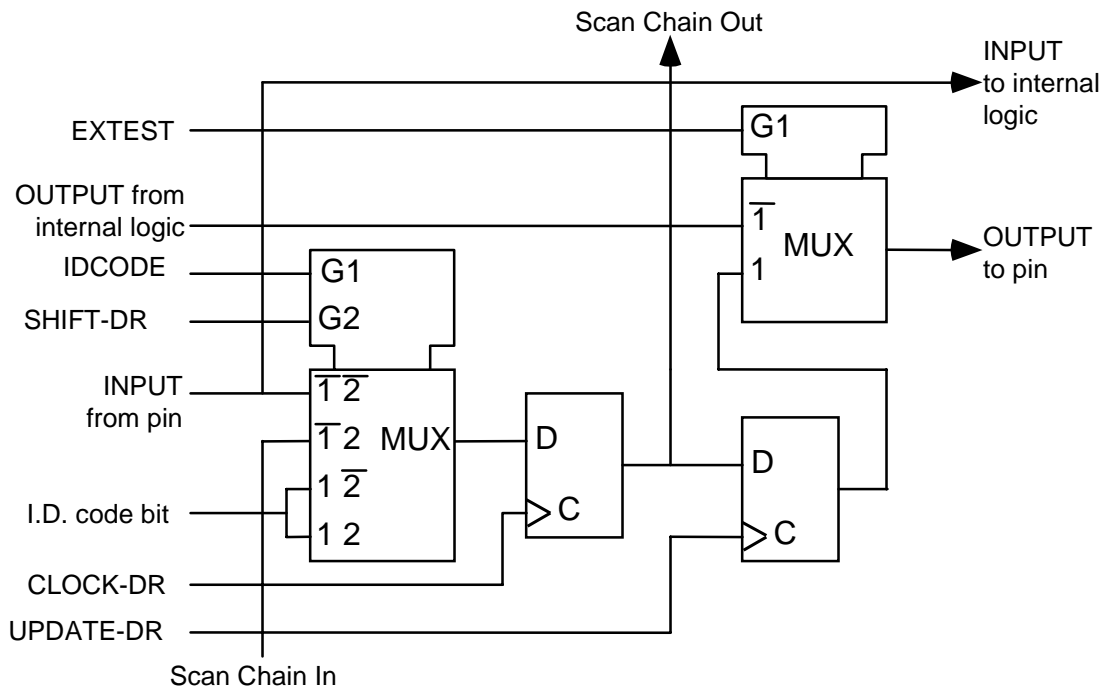 Scan Chain Out
INPUT
to internal
logic
EXTEST
G1
OUTPUT from
internal logic
1̅
MUX
1
OUTPUT
to pin
IDCODE
G1
SHIFT-DR
G2
INPUT
from pin
1̅ 2̅
1̅ 2
MUX
1 2̅
1 2
I.D. code bit
D
C
D
C
CLOCK-DR
UPDATE-DR
Scan Chain In